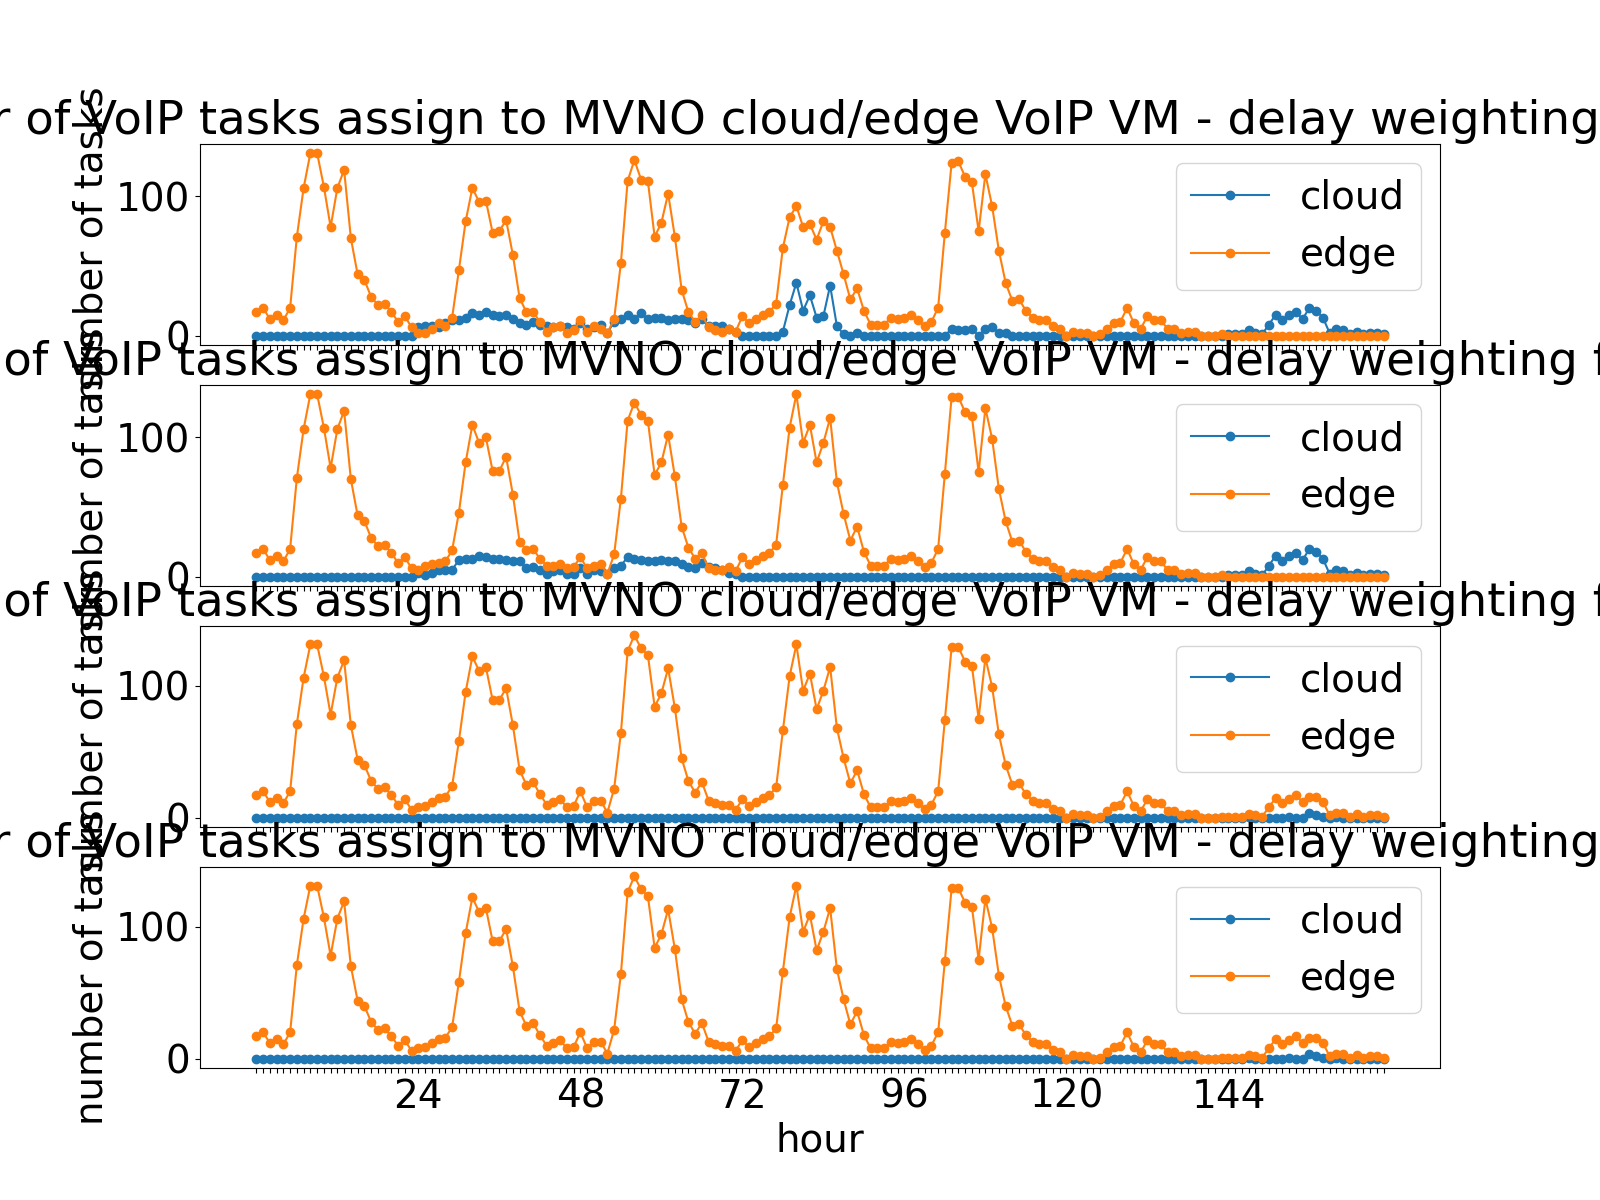 r of VoIP tasks assign to MVNO cloud/edge VoIP VM - delay weighting
number of tasks
100
0
cloud
edge
of VoIP tasks assign to MVNO cloud/edge VoIP VM - delay weighting f
number of tasks
100
0
cloud
edge
of VoIP tasks assign to MVNO cloud/edge VoIP VM - delay weighting f
number of tasks
100
0
cloud
edge
r of VoIP tasks assign to MVNO cloud/edge VoIP VM - delay weighting
number of tasks
100
0
cloud
edge
24 48 72 96 120 144
hour